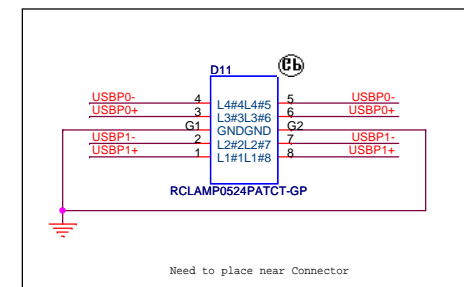 D11
USBP0- 4 L4#4L4#5 5 USBP0-
USBP0+ 3 L3#3L3#6 6 USBP0+
G1 GNDGND G2
USBP1- 2 L2#2L2#7 7 USBP1-
USBP1+ 1 L1#1L1#8 8 USBP1+
RCLAMP0524PATCT-GP
Need to place near Connector